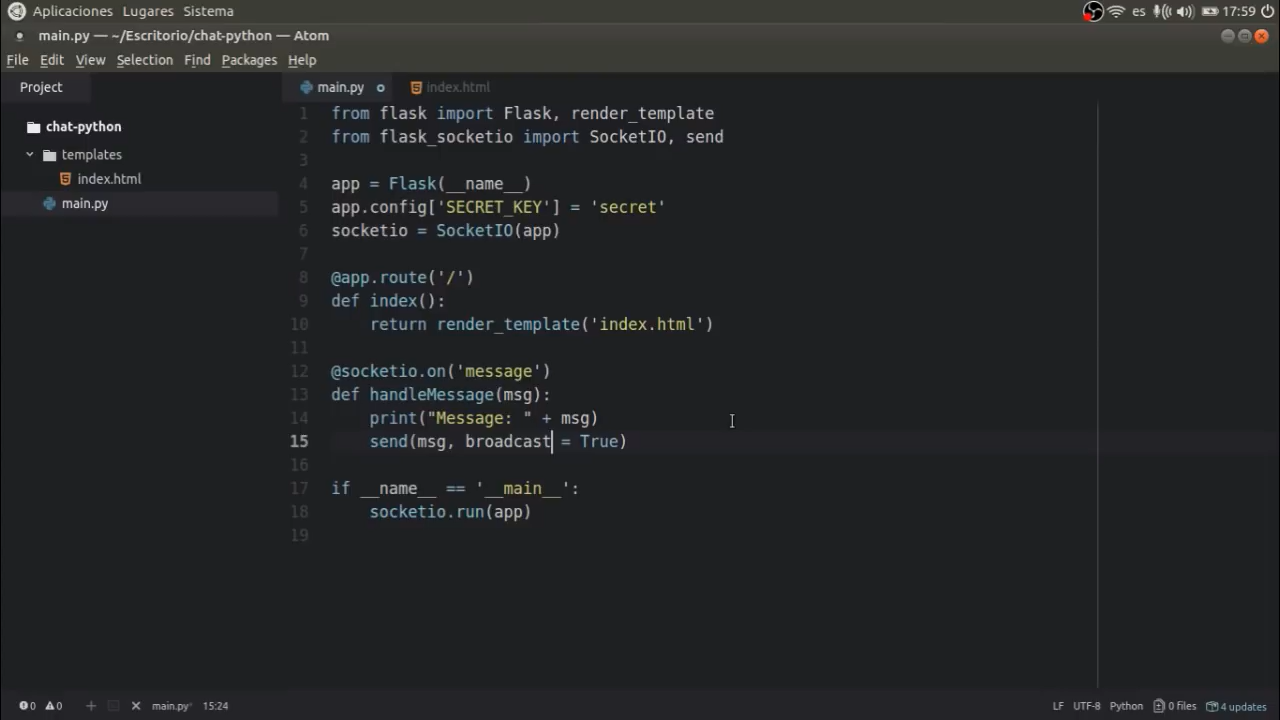 Aplicaciones Lugares Sistema es 17:59
main.py — ~/Escritorio/chat-python — Atom
File Edit View Selection Find Packages Help
Project main.py index.html
chat-python
templates
index.html
main.py
1 from flask import Flask, render_template
2 from flask_socketio import SocketIO, send
3
4 app = Flask(__name__)
5 app.config['SECRET_KEY'] = 'secret'
6 socketio = SocketIO(app)
7
8 @app.route('/')
9 def index():
10     return render_template('index.html')
11
12 @socketio.on('message')
13 def handleMessage(msg):
14     print("Message: " + msg)
15     send(msg, broadcast = True)
16
17 if __name__ == '__main__':
18     socketio.run(app)
19
0 0 + × main.py* 15:24 LF UTF-8 Python 0 files 4 updates